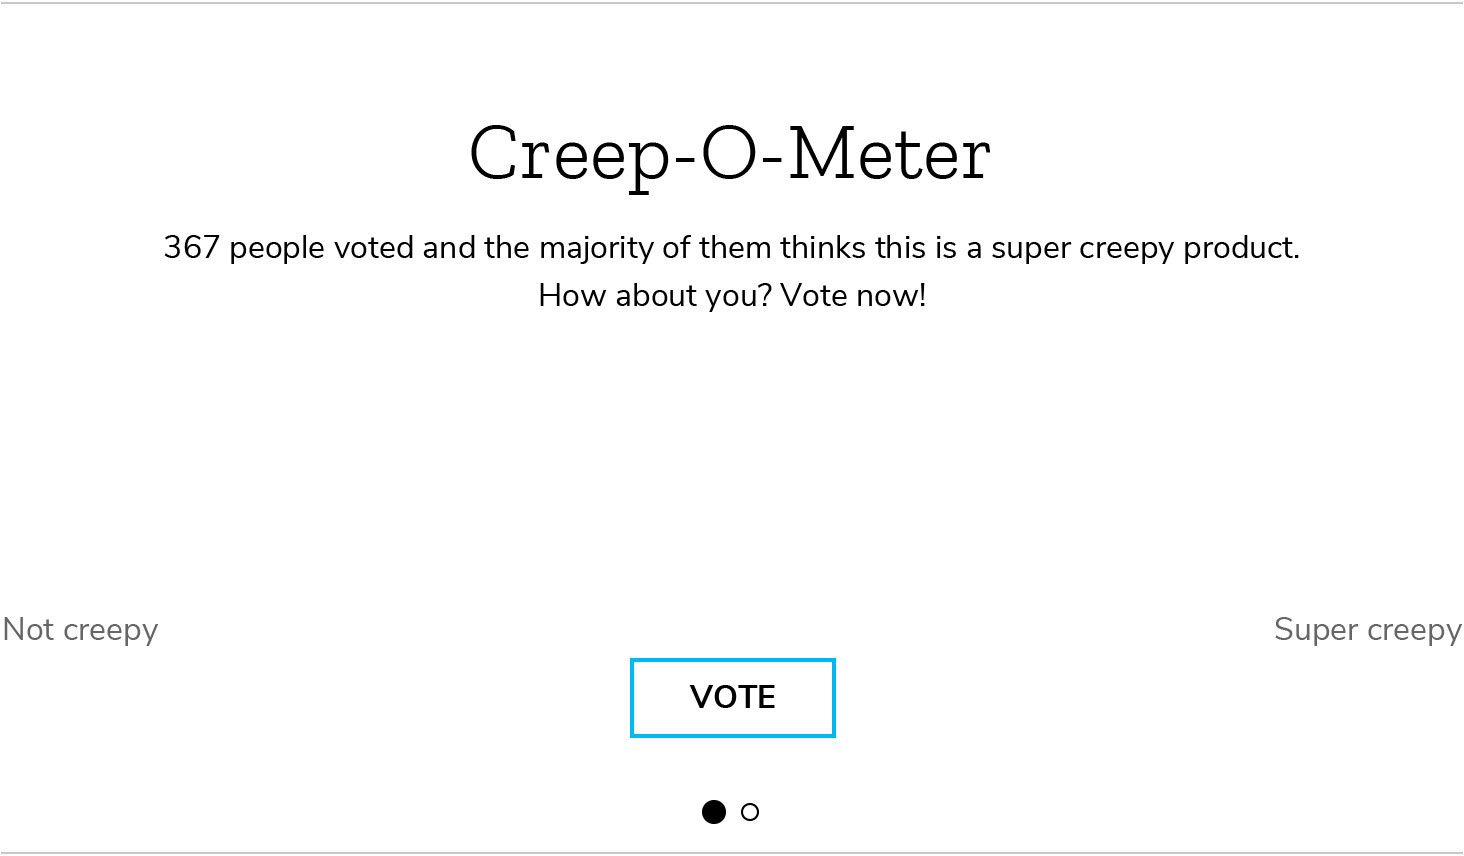 Creep-O-Meter
367 people voted and the majority of them thinks this is a super creepy product.
How about you? Vote now!
Not creepy
Super creepy
VOTE